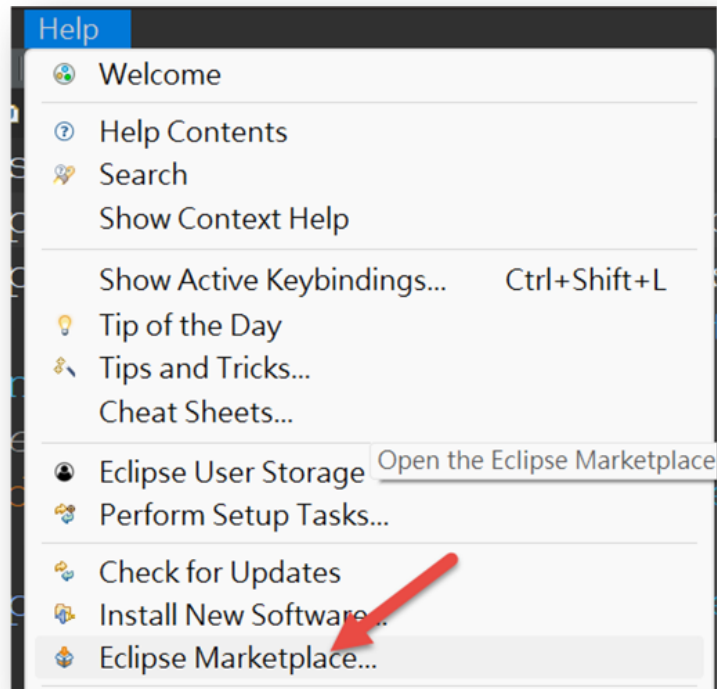 Help
Welcome
Help Contents
Search
Show Context Help
Show Active Keybindings... Ctrl+Shift+L
Tip of the Day
Tips and Tricks...
Cheat Sheets...
Eclipse User Storage
Open the Eclipse Marketplace
Perform Setup Tasks...
Check for Updates
Install New Software...
Eclipse Marketplace...